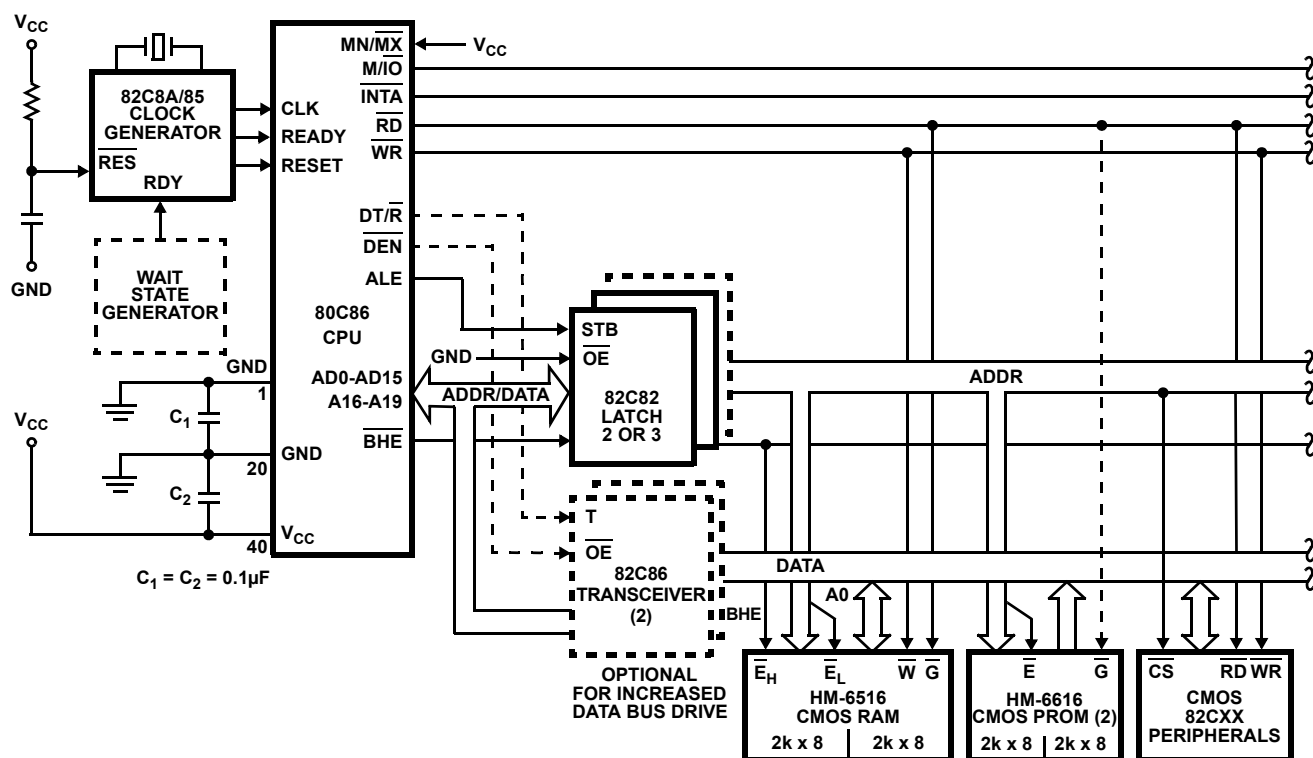 VCC
82C8A/85
CLOCK
GENERATOR
RES
RDY
WAIT
STATE
GENERATOR
GND
VCC
C1
C2
C1 = C2 = 0.1µF
GND
1
20
40
MN/MX
VCC
M/IO
INTA
RD
WR
CLK
READY
RESET
DT/R
DEN
ALE
80C86
CPU
AD0-AD15
A16-A19
BHE
GND
VCC
GND
ADDR/DATA
STB
OE
82C82
LATCH
2 OR 3
T
OE
82C86
TRANSCEIVER
(2)
OPTIONAL
FOR INCREASED
DATA BUS DRIVE
ADDR
DATA
A0
BHE
EH
EL
W
G
HM-6516
CMOS RAM
2k x 8
2k x 8
E
G
HM-6616
CMOS PROM (2)
2k x 8
2k x 8
CS
RD WR
CMOS
82CXX
PERIPHERALS